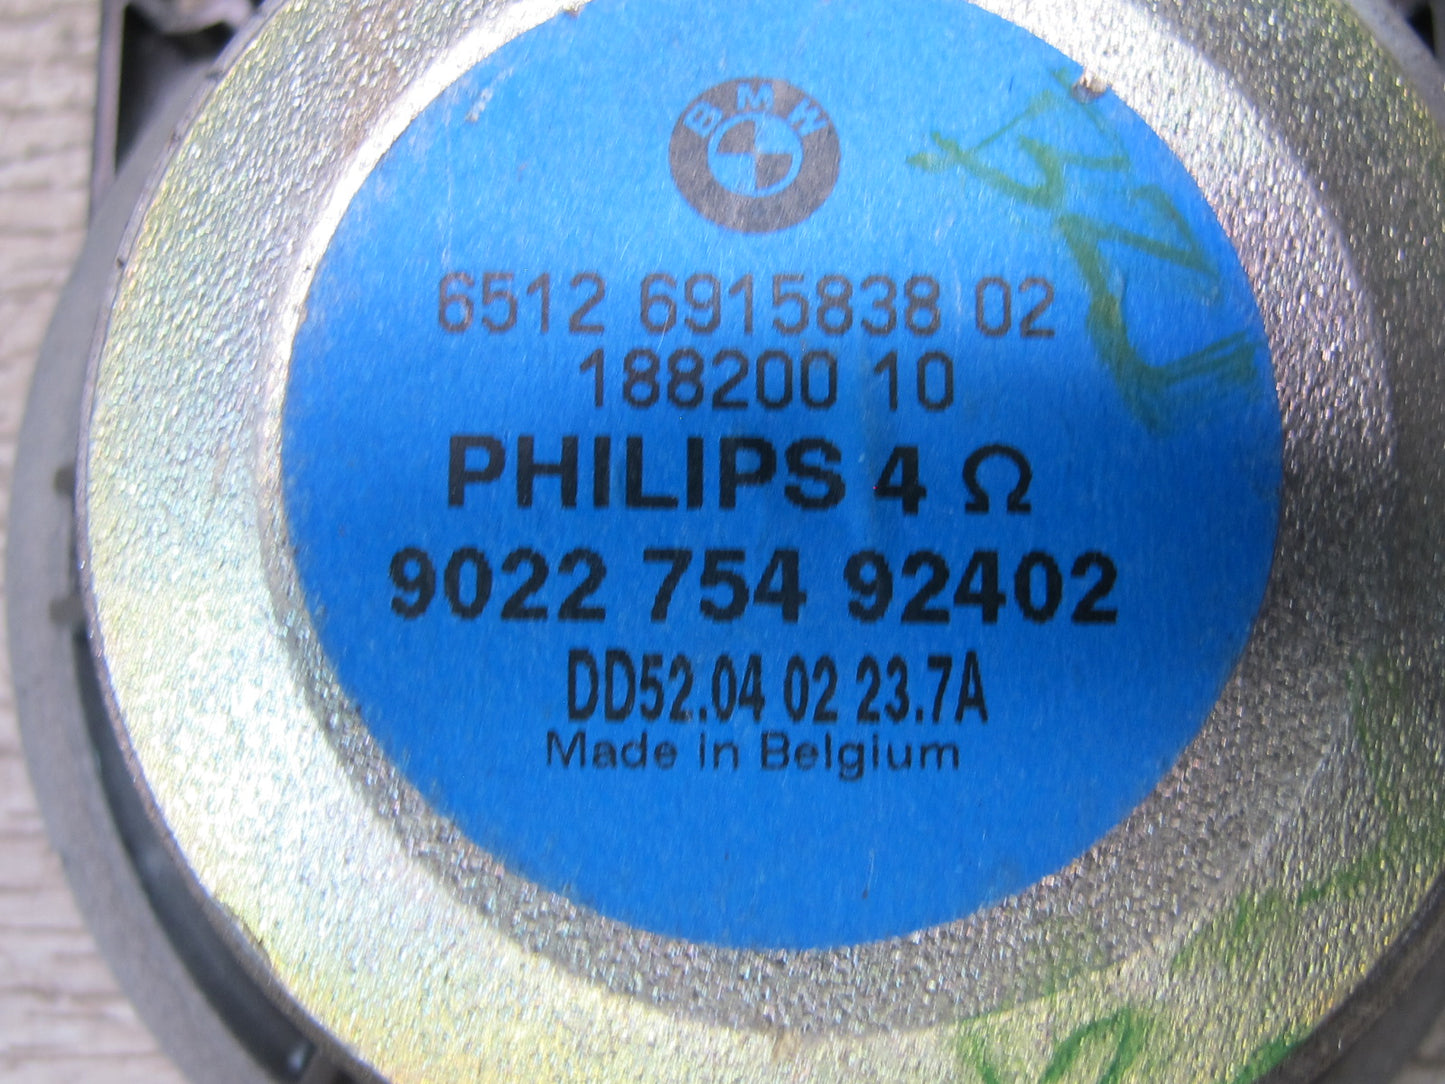 BMW
6512 6915838 02
188200 10
PHILIPS 4 Ω
9022 754 92402
DD52.04 02 23.7A
Made in Belgium